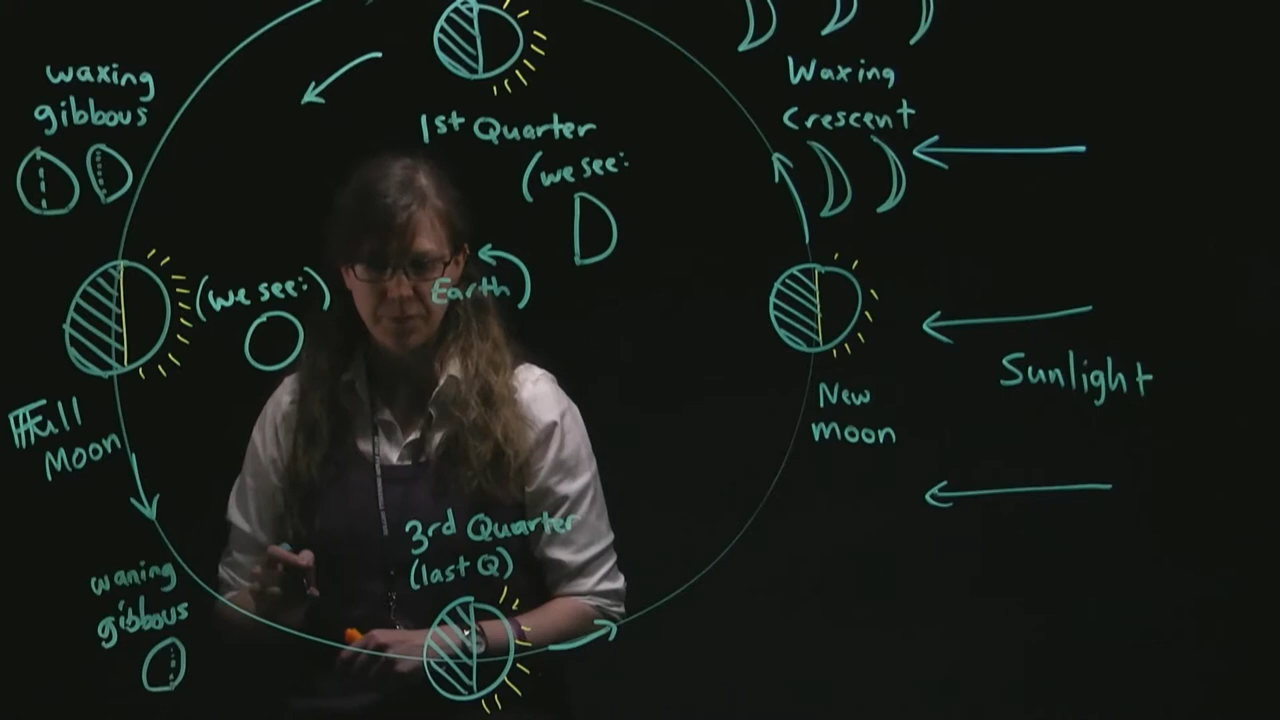 waxing
gibbous
1st Quarter
(we see:
Waxing
crescent
(we see:)
Earth
Sunlight
New
moon
Full
Moon
3rd Quarter
(last Q)
waning
gibbous